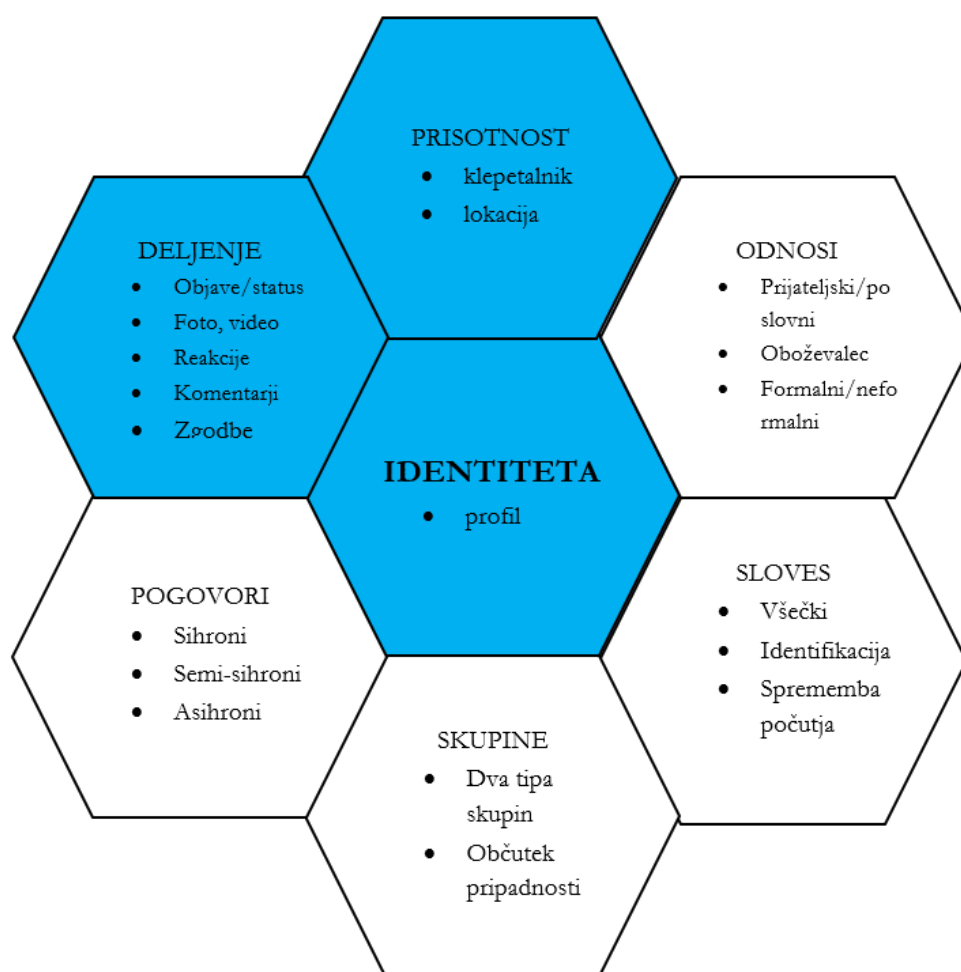 PRISOTNOST
• klepetalnik
• lokacija
DELJENJE
• Objave/status
• Foto, video
• Reakcije
• Komentarji
• Zgodbe
ODNOSI
• Prijateljski/po
slovni
• Oboževalec
• Formalni/nefo
rmalni
IDENTITETA
• profil
POGOVORI
• Sihroni
• Semi-sihroni
• Asihroni
SLOVES
• Všečki
• Identifikacija
• Sprememba
počutja
SKUPINE
• Dva tipa
skupin
• Občutek
pripadnosti